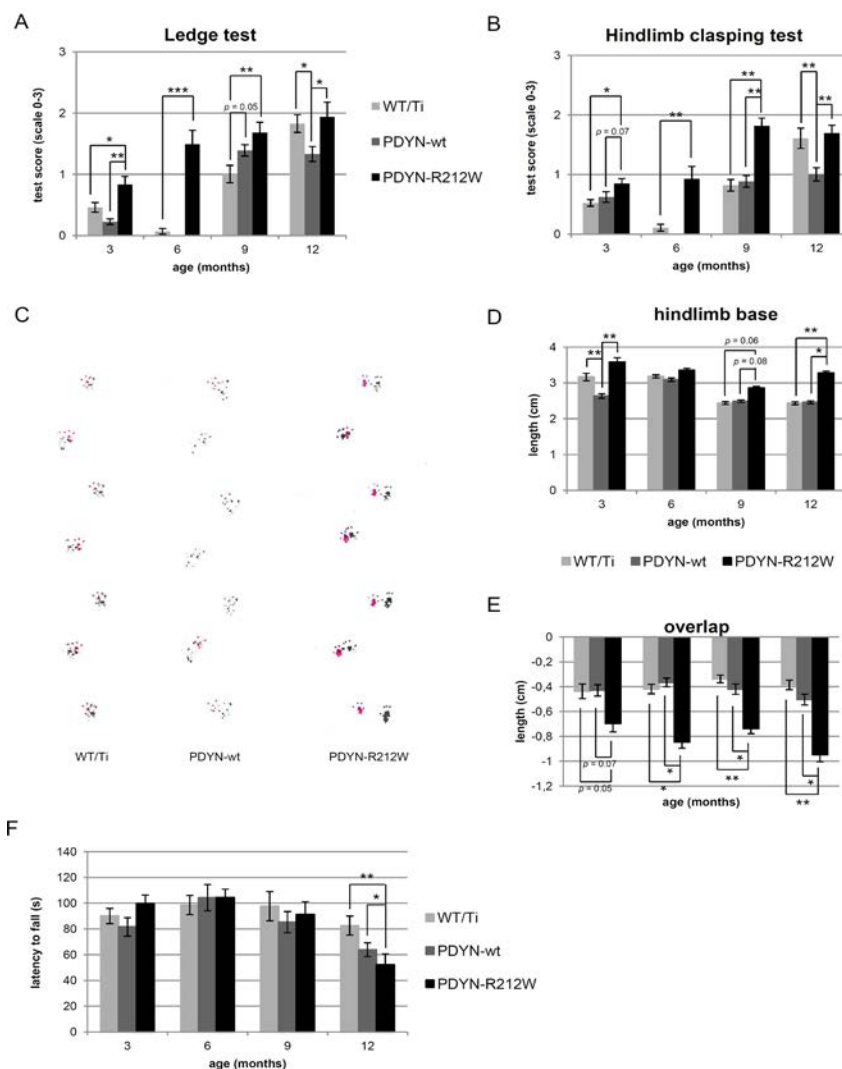 A
Ledge test
test score (scale 0-3)
3
2
1
0
*
**
***
p = 0.05
**
*
*
3 6 9 12
age (months)
WT/Ti
PDYN-wt
PDYN-R212W
B
Hindlimb clasping test
test score (scale 0-3)
3
2
1
0
*
p = 0.07
**
**
**
**
**
3 6 9 12
age (months)
C
WT/Ti PDYN-wt PDYN-R212W
D
hindlimb base
length (cm)
4
3
2
1
0
**
**
p = 0.06
p = 0.08
**
*
3 6 9 12
age (months)
WT/Ti PDYN-wt PDYN-R212W
E
overlap
length (cm)
0
-0,2
-0,4
-0,6
-0,8
-1
-1,2
p = 0.07
p = 0.05
*
*
*
**
*
**
age (months)
F
latency to fall (s)
140
120
100
80
60
40
20
0
**
*
3 6 9 12
age (months)
WT/Ti
PDYN-wt
PDYN-R212W